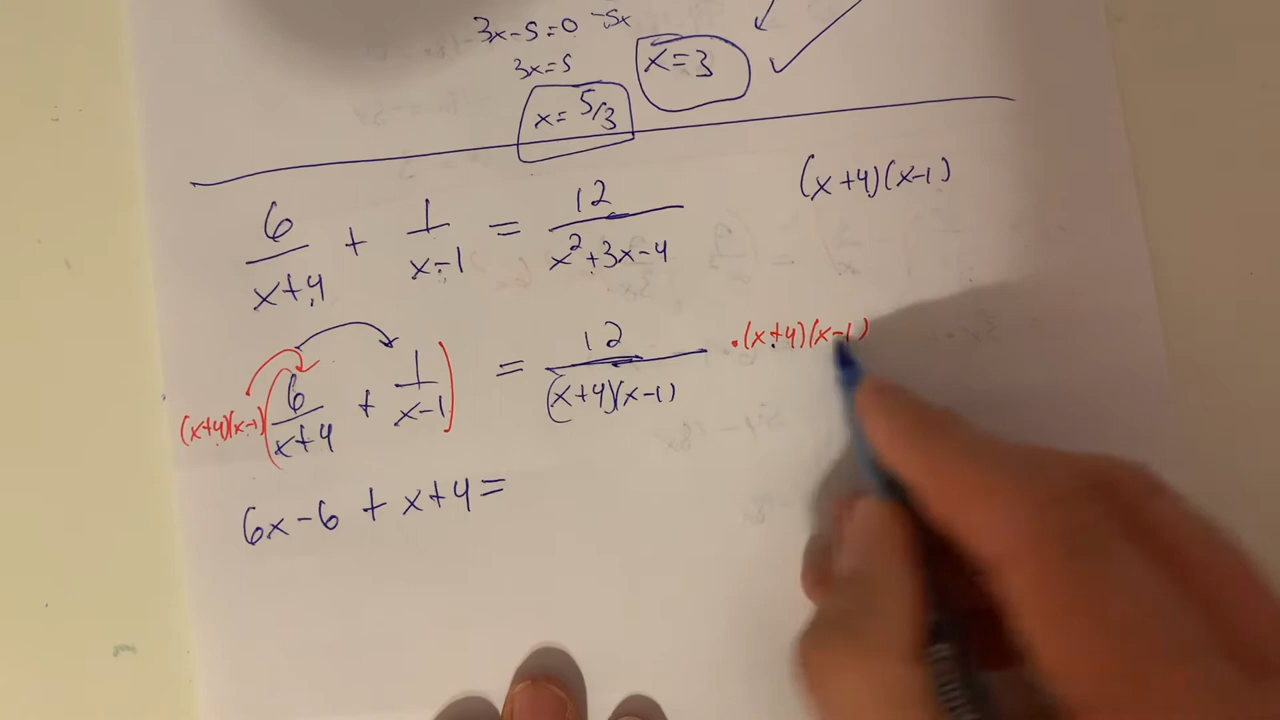 3x-5=0 -5x
3x=5 x=3
x=5/3
6/(x+4) + 1/(x-1) = 12/(x²+3x-4) (x+4)(x-1)
(x+4)(x-1)(6/(x+4) + 1/(x-1)) = 12/((x+4)(x-1)) ·(x+4)(x-1)
6x-6 + x+4=